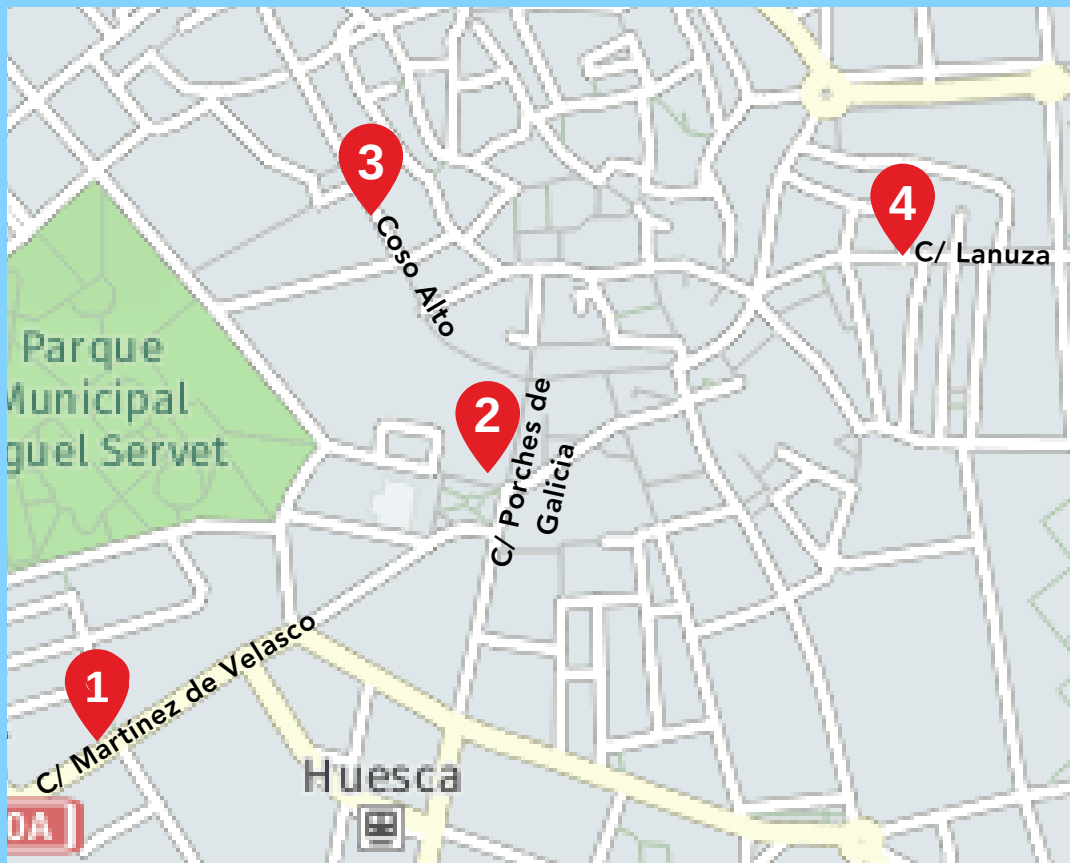 3
4
Coso Alto
C/ Lanuza
Parque
Municipal
guel Servet
2
C/ Porches de
Galicia
C/ Martínez de Velasco
1
Huesca
0A